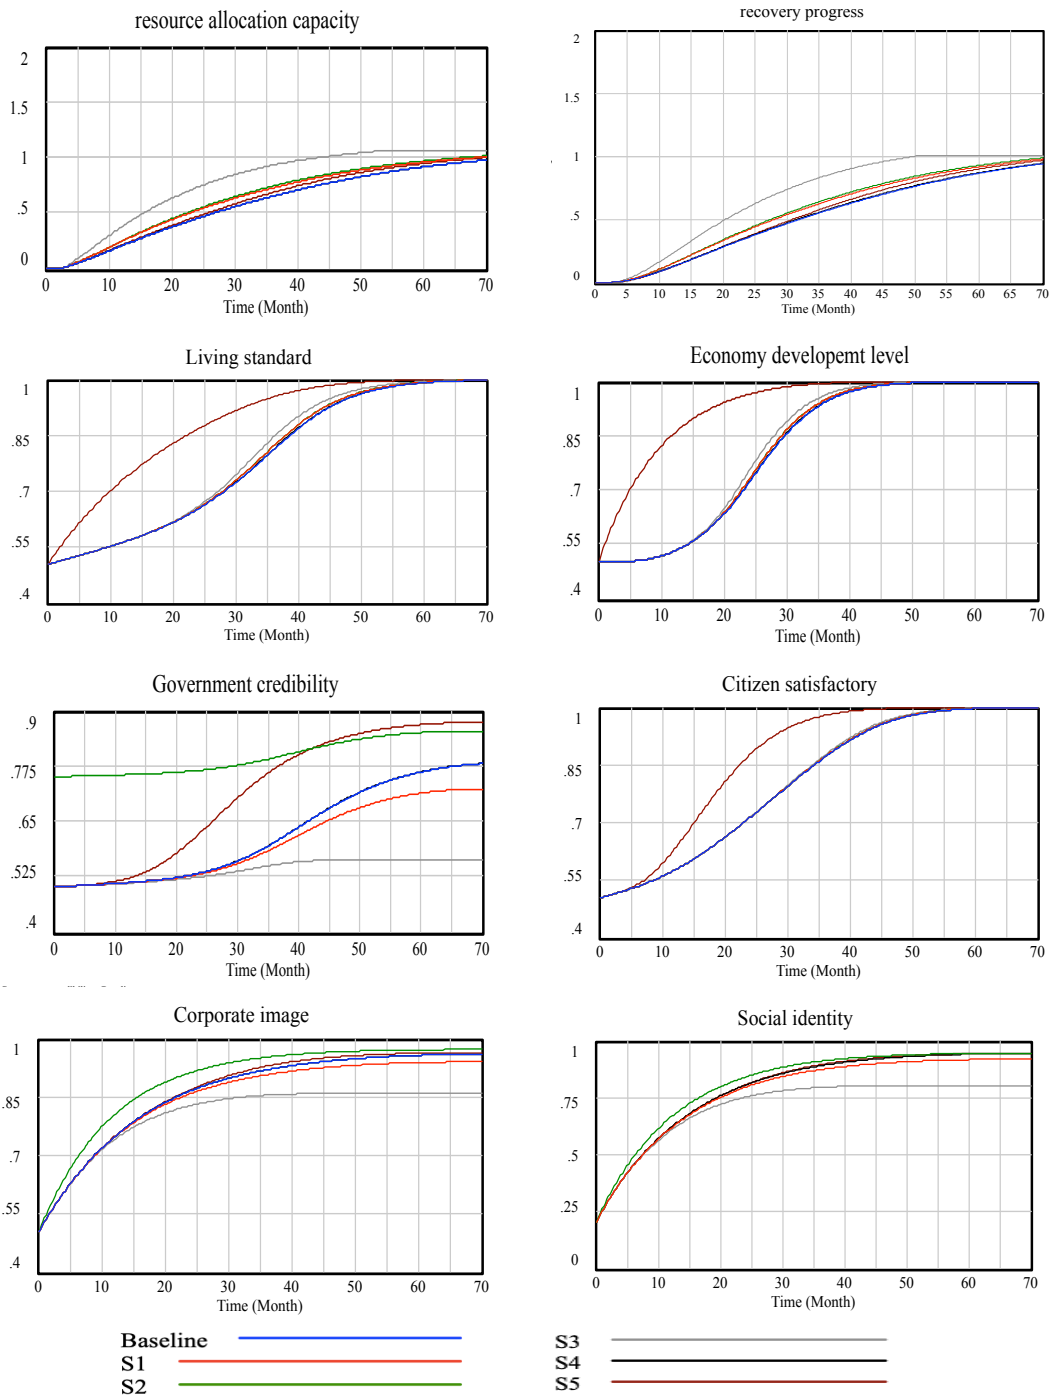 resource allocation capacity
2
1.5
1
.5
0
0 10 20 30 40 50 60 70
Time (Month)
recovery progress
2
1.5
1
.5
0
0 5 10 15 20 25 30 35 40 45 50 60 65 70
Time (Month)
Living standard
1
.85
.7
.55
.4
0 10 20 30 40 50 60 70
Time (Month)
Economy developemt level
1
.85
.7
.55
.4
0 10 20 30 40 50 60 70
Time (Month)
Government credibility
.9
.775
.65
.525
.4
0 10 20 30 40 50 60 70
Time (Month)
Citizen satisfactory
1
.85
.7
.55
.4
0 10 20 30 40 50 60 70
Time (Month)
Corporate image
1
.85
.7
.55
.4
0 10 20 30 40 50 60 70
Time (Month)
Social identity
1
.75
.5
.25
0
0 10 20 30 40 50 60 70
Time (Month)
Baseline
S1
S2
S3
S4
S5